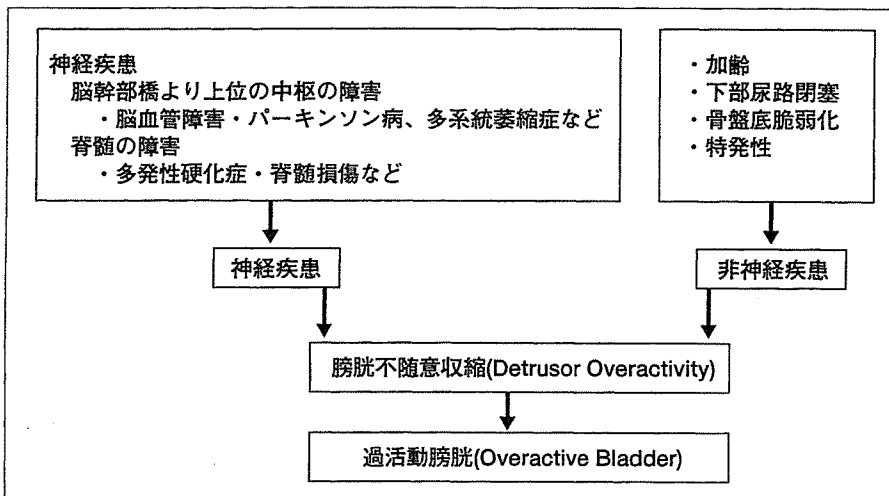 神経疾患
脳幹部橋より上位の中枢の障害
・脳血管障害・パーキンソン病、多系統萎縮症など
脊髄の障害
・多発性硬化症・脊髄損傷など
・加齢
・下部尿路閉塞
・骨盤底脆弱化
・特発性
神経疾患
非神経疾患
膀胱不随意収縮(Detrusor Overactivity)
過活動膀胱(Overactive Bladder)